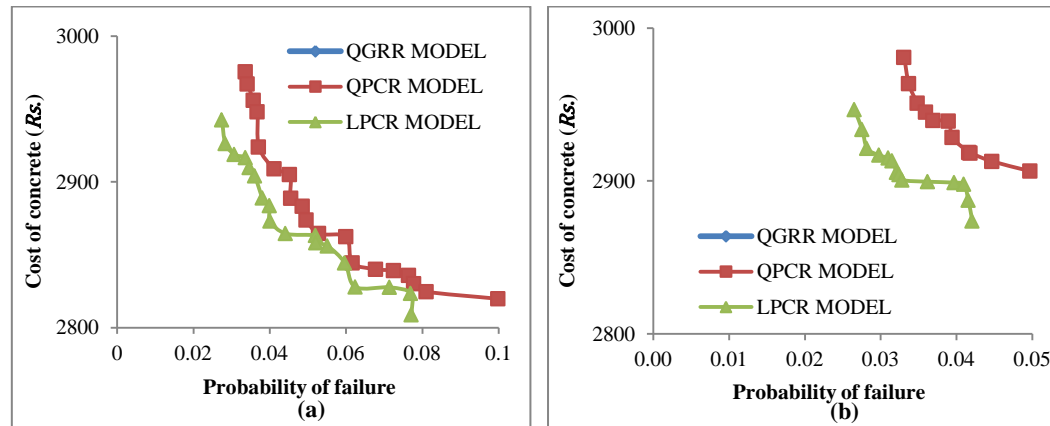 3000
2900
2800
Cost of concrete (Rs.)
QGRR MODEL
QPCR MODEL
LPCR MODEL
0 0.02 0.04 0.06 0.08 0.1
Probability of failure
(a)
3000
2900
2800
Cost of concrete (Rs.)
QGRR MODEL
QPCR MODEL
LPCR MODEL
0.00 0.01 0.02 0.03 0.04 0.05
Probability of failure
(b)